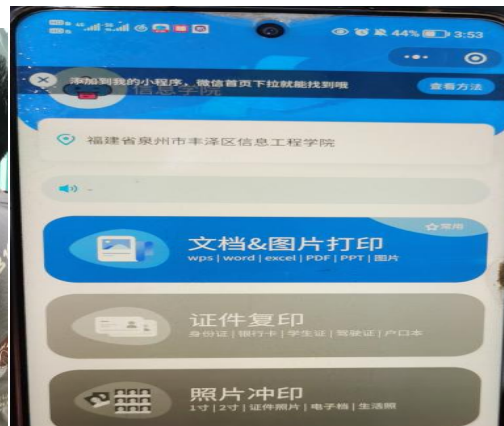 44% 3:53
添加到我的小程序，微信首页下拉就能找到哦
查看方法
信息学院
福建省泉州市丰泽区信息工程学院
常用
文档&图片打印
wps | word | excel | PDF | PPT | 图片
证件复印
身份证 | 银行卡 | 学生证 | 驾驶证 | 户口本
照片冲印
1寸 | 2寸 | 证件照片 | 电子档 | 生活照